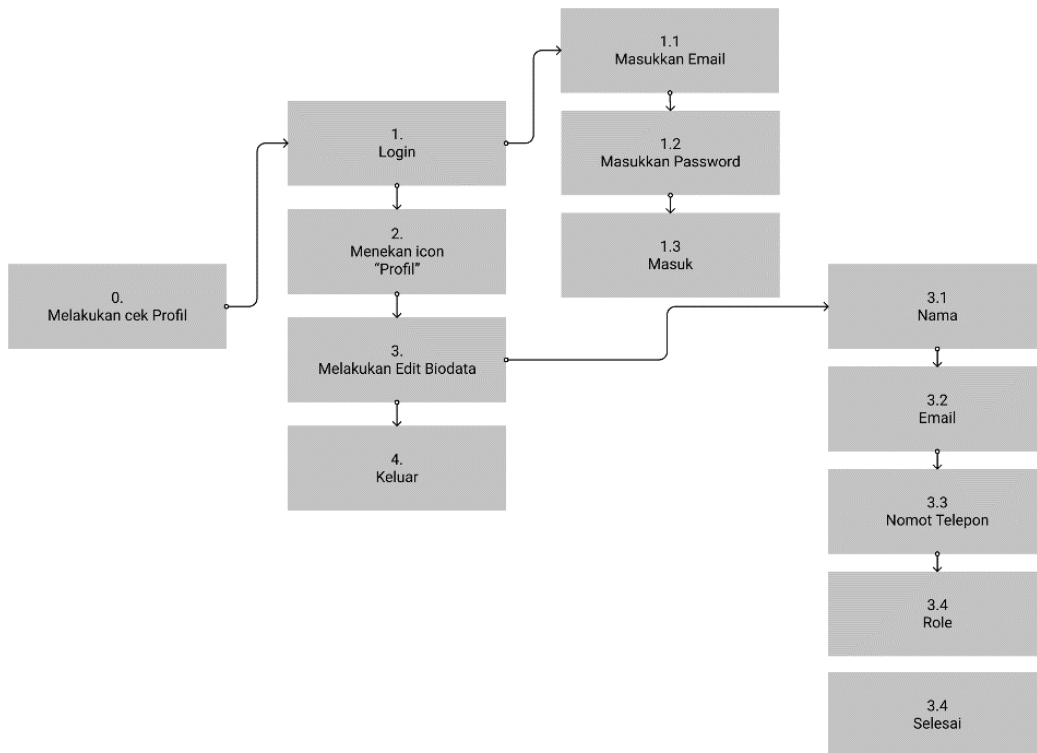 0.
Melakukan cek Profil
1.
Login
2.
Menekan icon
“Profil”
3.
Melakukan Edit Biodata
4.
Keluar
1.1
Masukkan Email
1.2
Masukkan Password
1.3
Masuk
3.1
Nama
3.2
Email
3.3
Nomot Telepon
3.4
Role
3.4
Selesai